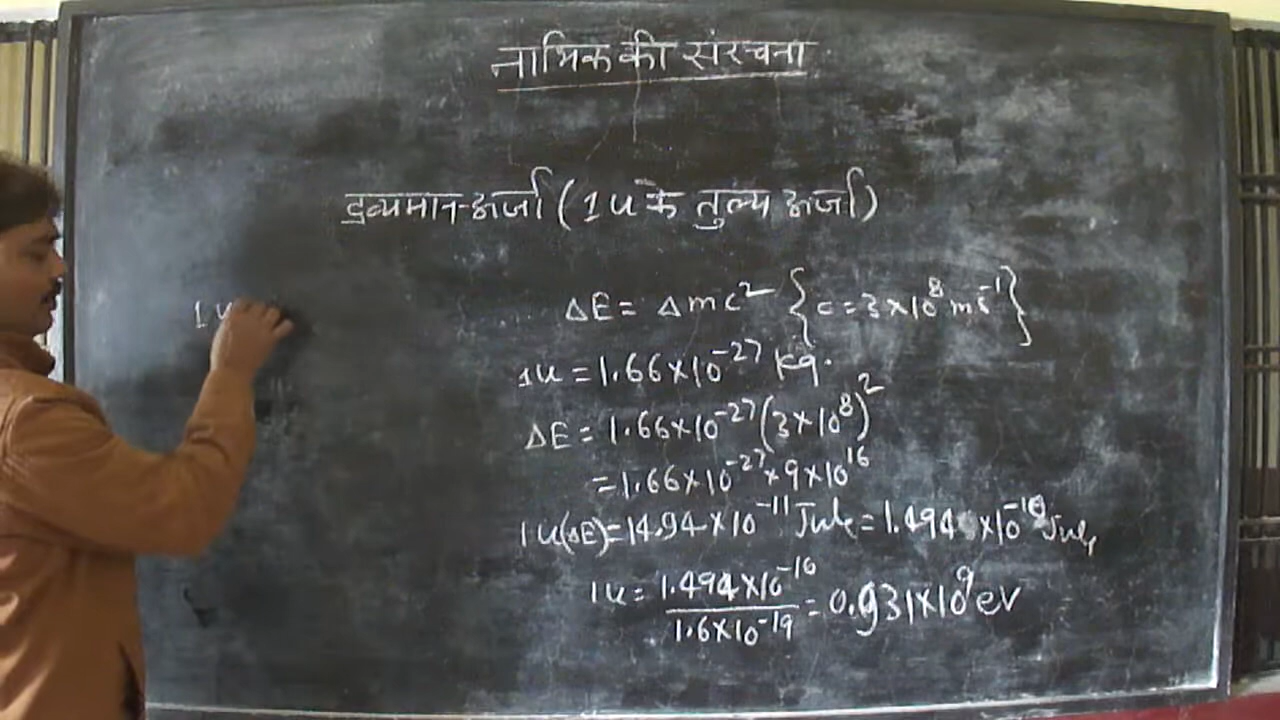 नाभिक की संरचना
द्रव्यमान-ऊर्जा (1u के तुल्य ऊर्जा)
1u
ΔE = Δmc² {c=3×10⁸ ms⁻¹}
1u = 1.66×10⁻²⁷ kg.
ΔE = 1.66×10⁻²⁷(3×10⁸)²
=1.66×10⁻²⁷×9×10¹⁶
1u(ΔE)=14.94×10⁻¹¹ Jule = 1.494 ×10⁻¹⁰ Jule
1u = 1.494×10⁻¹⁰ / 1.6×10⁻¹⁹ = 0.931×10⁹ ev